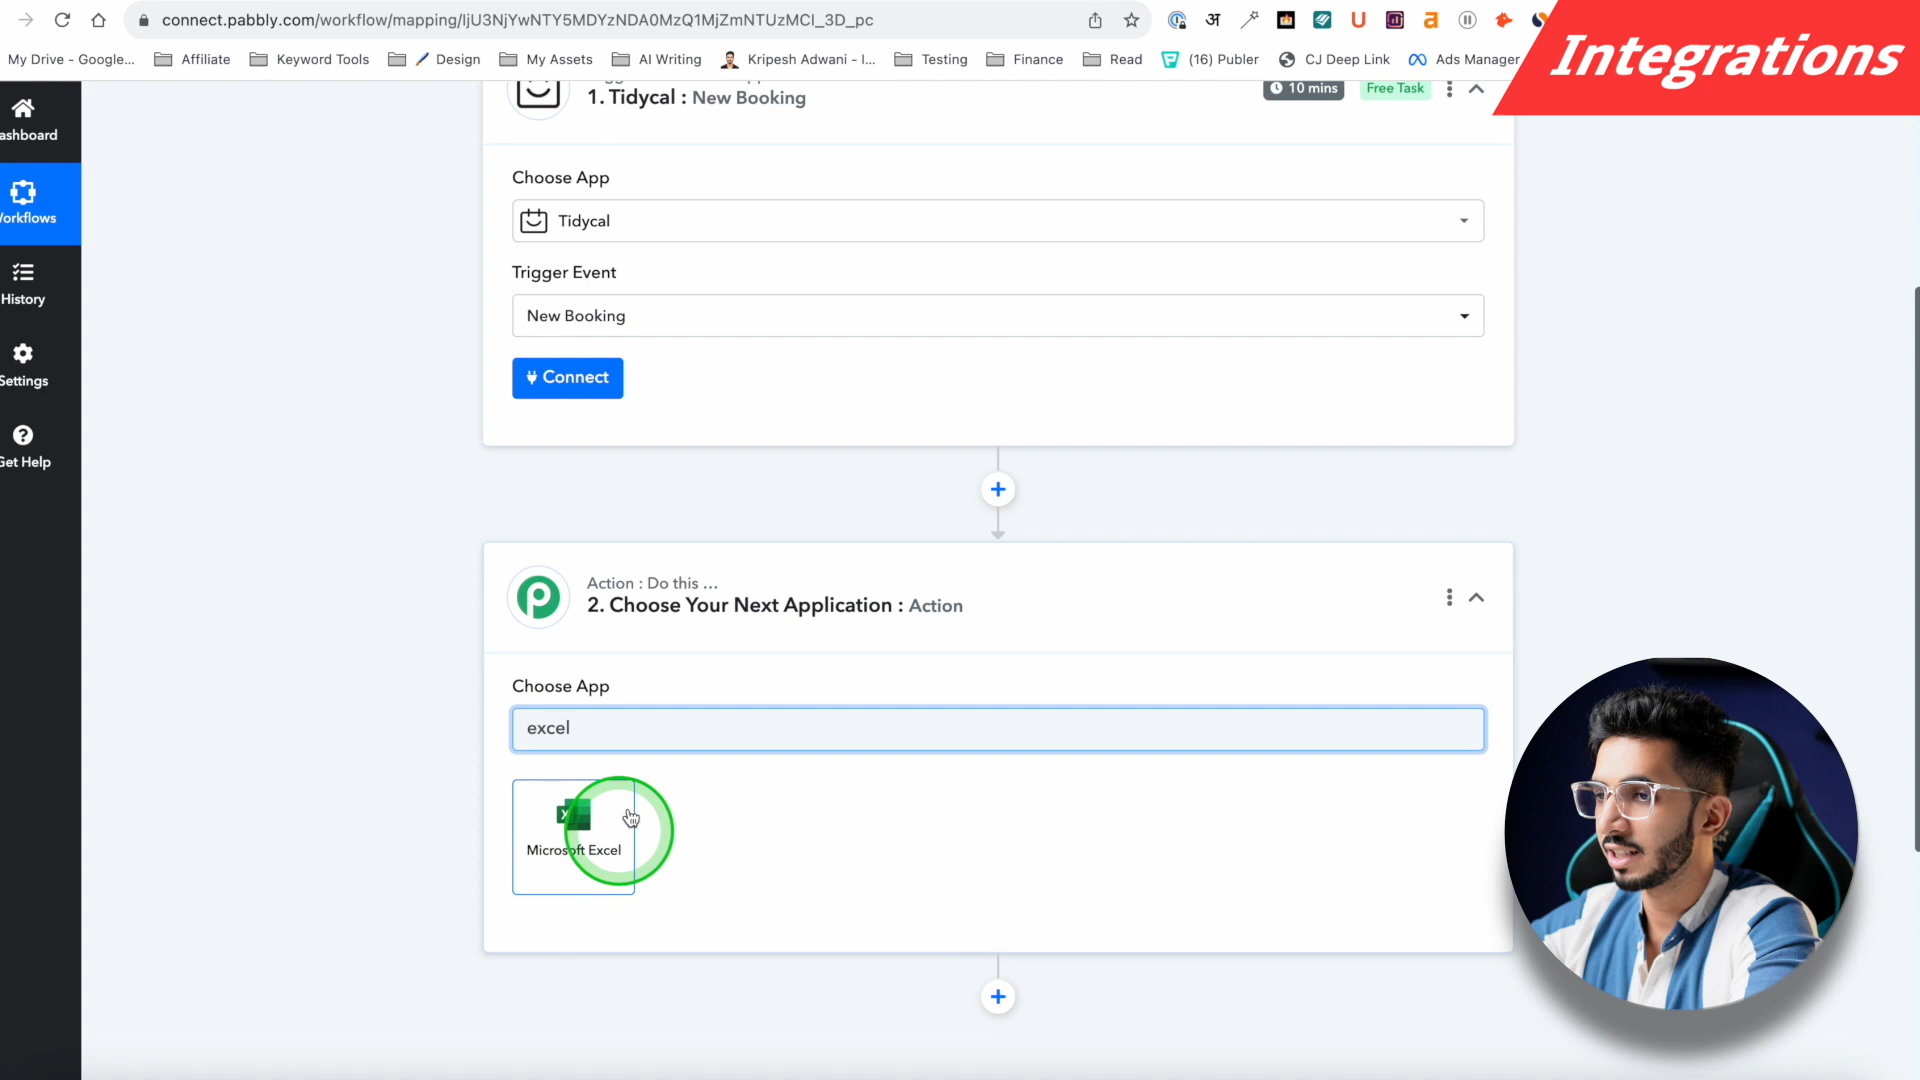 connect.pabbly.com/workflow/mapping/IjU3NjYwNTY5MDYzNDA0MzQ1MjZmNTUzMCI_3D_pc
Integrations
My Drive - Google...
Affiliate
Keyword Tools
Design
My Assets
AI Writing
Kripesh Adwani - I...
Testing
Finance
Read
(16) Publer
CJ Deep Link
Ads Manager
1. Tidycal : New Booking
10 mins
Free Task
ashboard
Choose App
Tidycal
Workflows
Trigger Event
History
New Booking
Settings
Connect
Get Help
Action : Do this ...
2. Choose Your Next Application : Action
Choose App
excel
Microsoft Excel